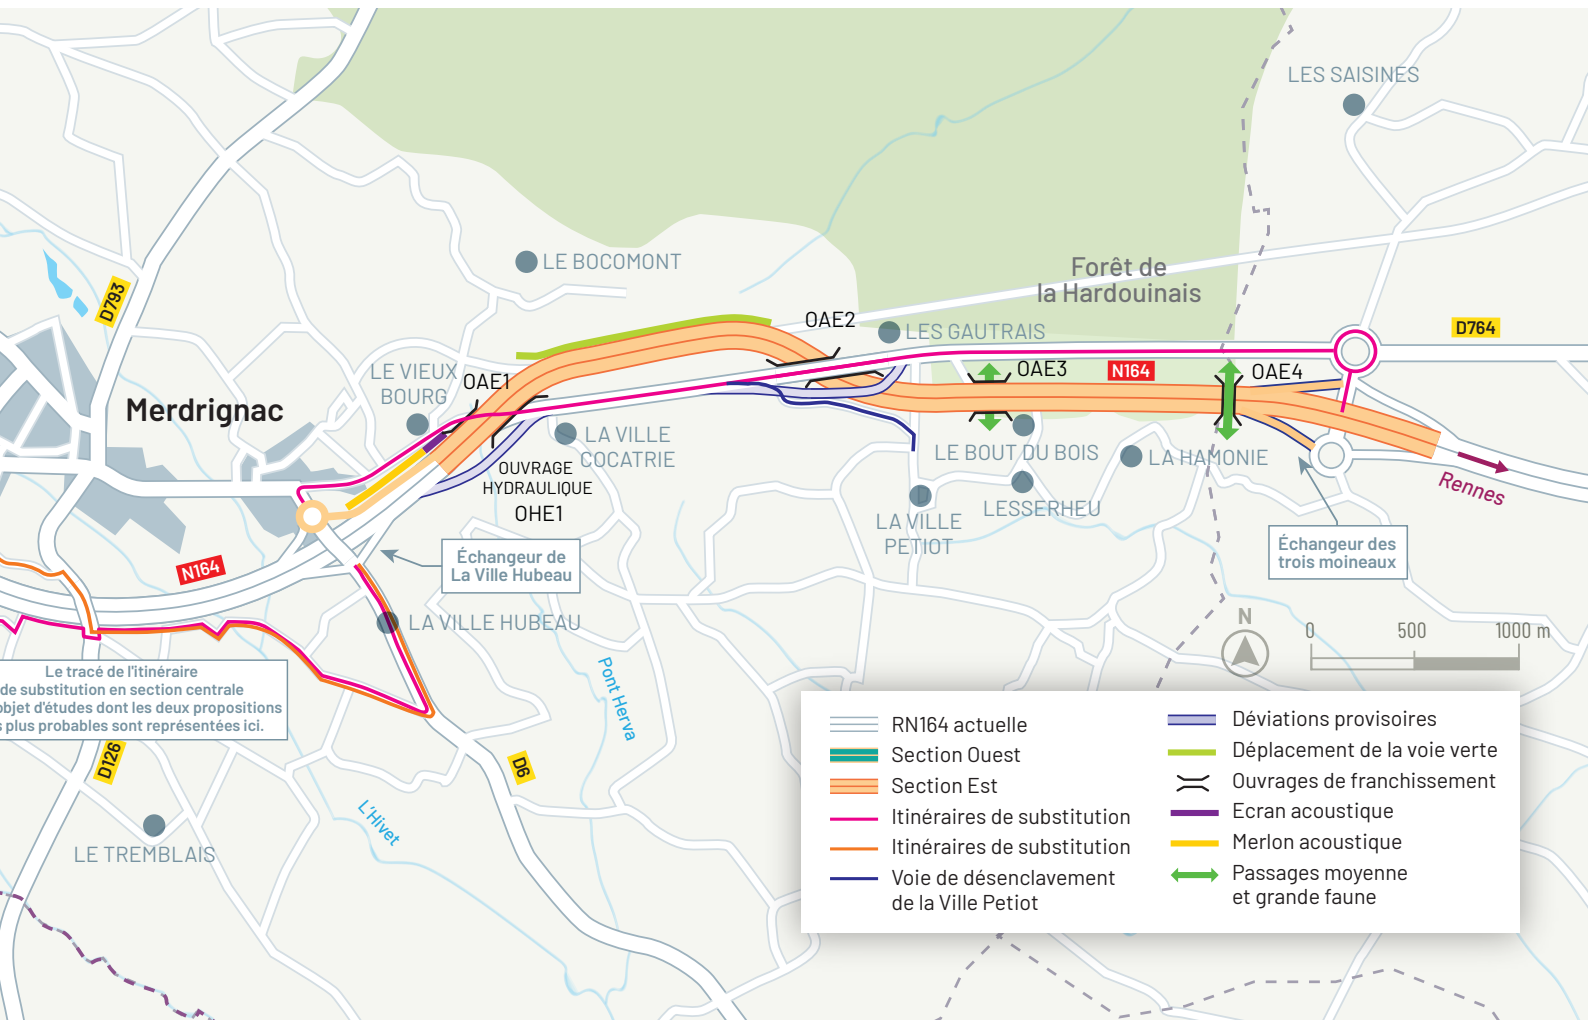 LES SAISINES
LE BOCOMONT
Forêt de
la Hardouinais
D793
OAE2
LES GAUTRAIS
D764
LE VIEUX
BOURG
OAE1
OAE3
N164
OAE4
Merdrignac
LA VILLE
COCATRIE
LE BOUT DU BOIS
LA HAMONIE
OUVRAGE
HYDRAULIQUE
OHE1
LESSERHEU
Rennes
LA VILLE
PETIOT
Échangeur de
La Ville Hubeau
Échangeur des
trois moineaux
N164
LA VILLE HUBEAU
N
0 500 1000 m
Le tracé de l'itinéraire
de substitution en section centrale
objet d'études dont les deux propositions
s plus probables sont représentées ici.
Pont Herva
D126
D6
L'Hivet
LE TREMBLAIS
RN164 actuelle
Section Ouest
Section Est
Itinéraires de substitution
Itinéraires de substitution
Voie de désenclavement
de la Ville Petiot
Déviations provisoires
Déplacement de la voie verte
Ouvrages de franchissement
Ecran acoustique
Merlon acoustique
Passages moyenne
et grande faune